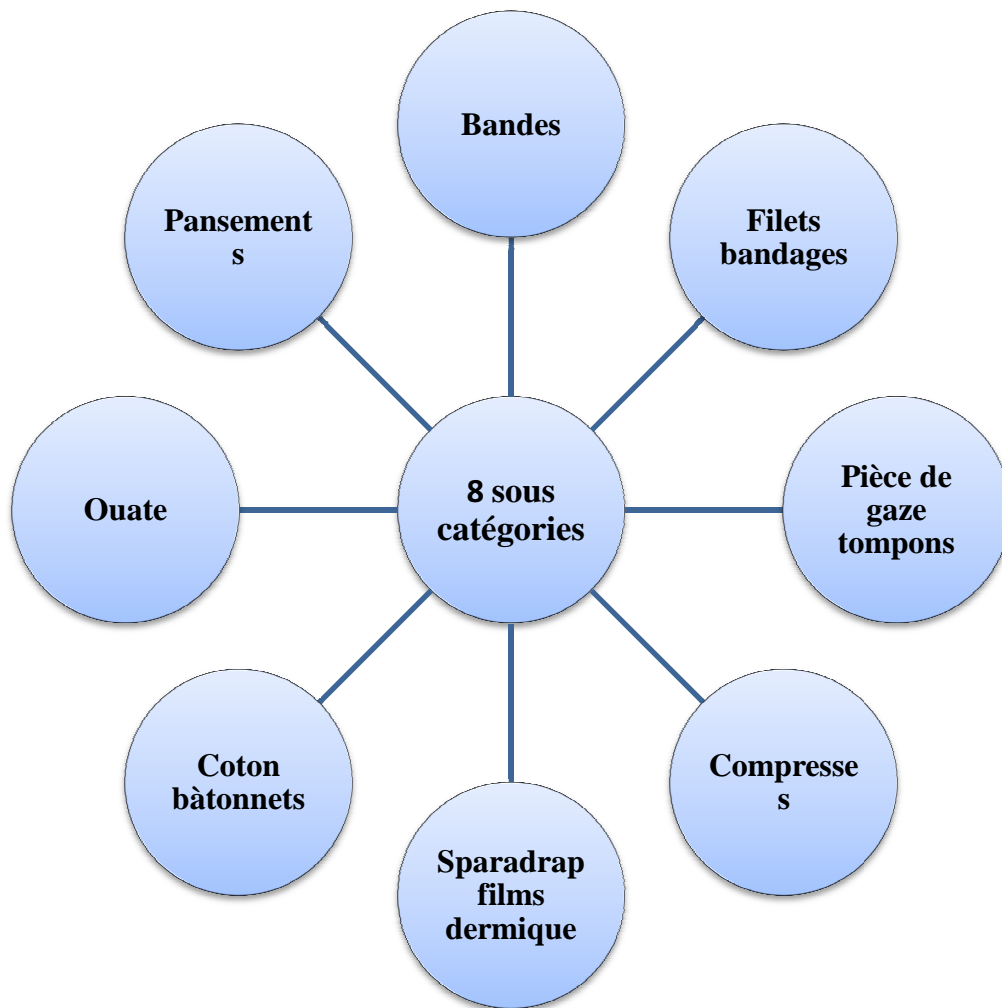 Bandes
Filets
bandages
Pièce de
gaze
tompons
Compresse
s
Sparadrap
films
dermique
Coton
bàtonnets
Ouate
Pansement
s
8 sous
catégories